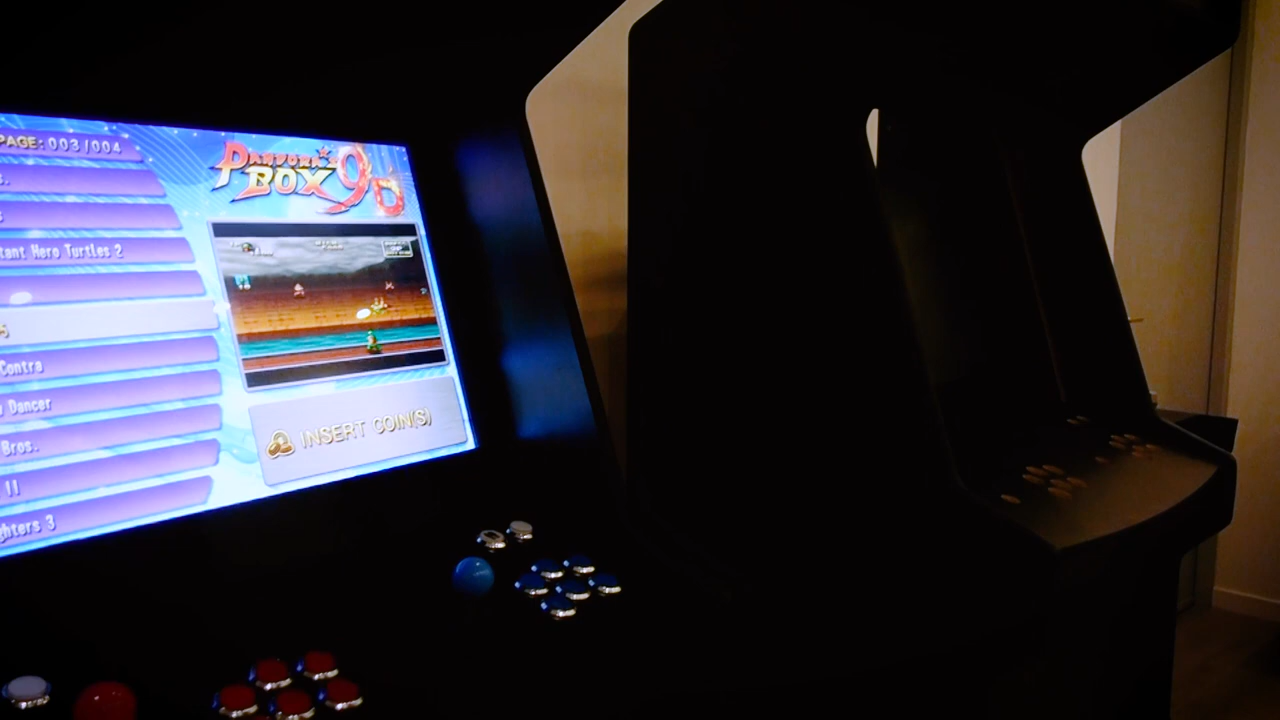 PAGE: 003/004
PANDORA'S
BOX 9D
s.
s
tant Hero Turtles 2
Contra
Dancer
Bros.
II
INSERT COIN(S)
ghters 3